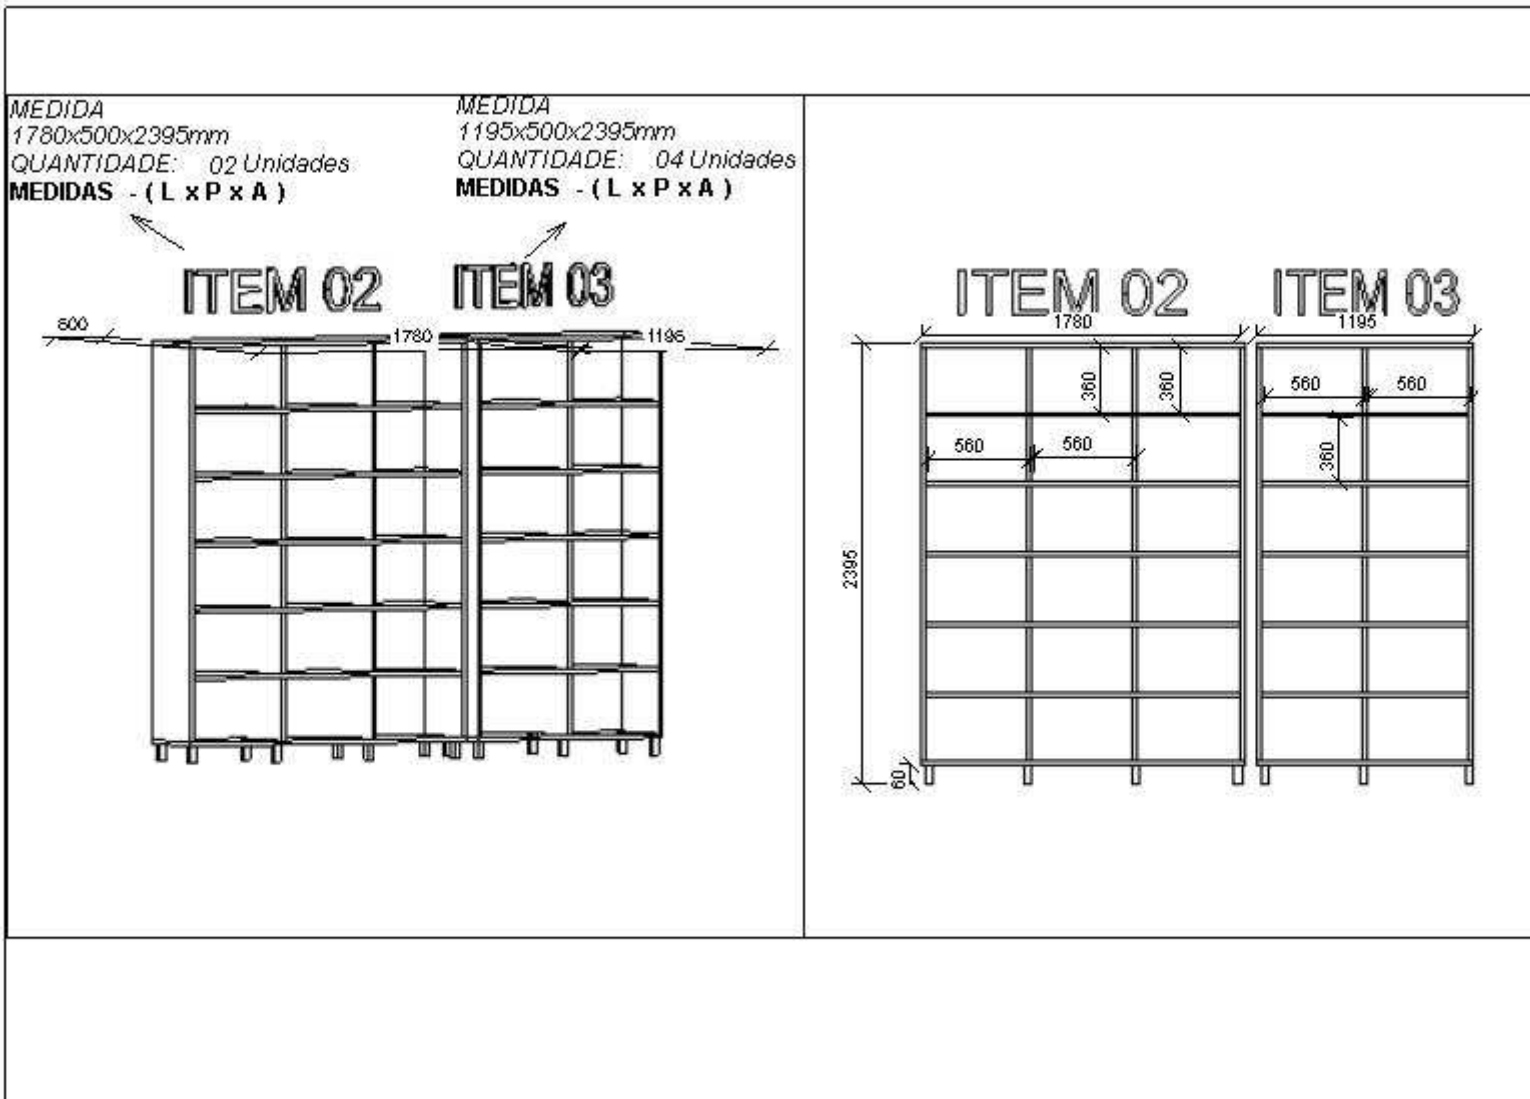 MEDIDA
1780x500x2395mm
QUANTIDADE: 02 Unidades
MEDIDAS - ( L x P x A )
MEDIDA
1195x500x2395mm
QUANTIDADE: 04 Unidades
MEDIDAS - ( L x P x A )
ITEM 02
ITEM 03
1780
1195
ITEM 02
ITEM 03
1780
1195
360
360
560
560
560
560
360
2395
60